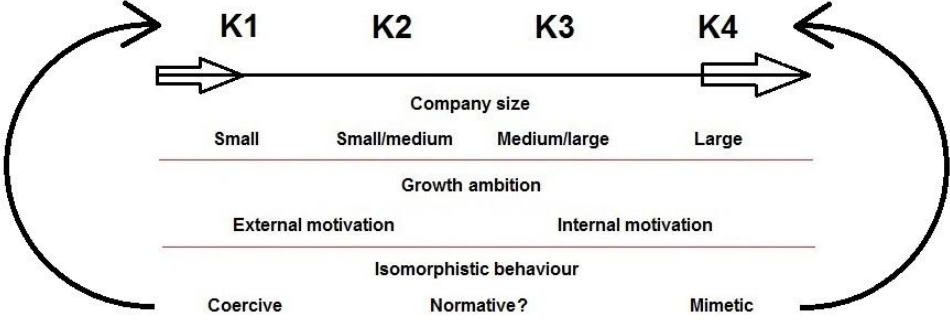 K1 K2 K3 K4
Company size
Small Small/medium Medium/large Large
Growth ambition
External motivation Internal motivation
Isomorphistic behaviour
Coercive Normative? Mimetic